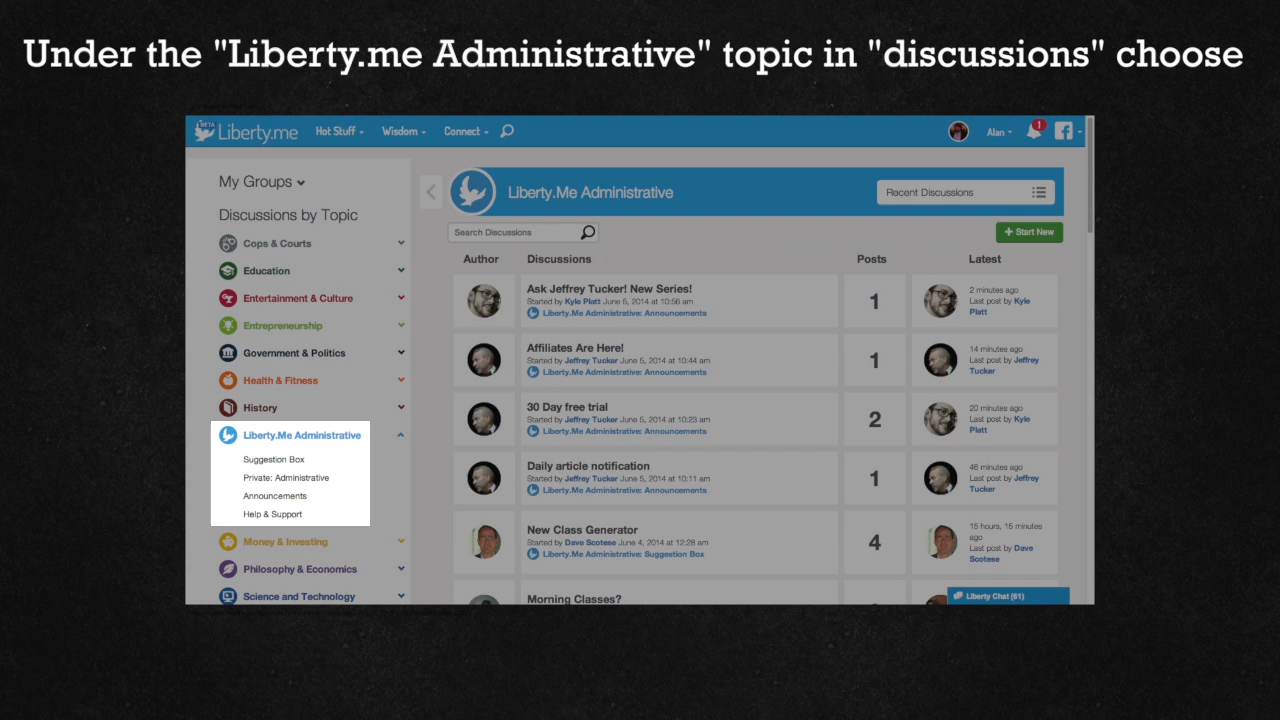 Under the "Liberty.me Administrative" topic in "discussions" choose
BETA
Liberty.me Hot Stuff Wisdom Connect Alan 1
My Groups
Discussions by Topic
Cops & Courts
Education
Entertainment & Culture
Entrepreneurship
Government & Politics
Health & Fitness
History
Liberty.Me Administrative
Suggestion Box
Private: Administrative
Announcements
Help & Support
Money & Investing
Philosophy & Economics
Science and Technology
Liberty.Me Administrative Recent Discussions
Search Discussions + Start New
Author Discussions Posts Latest
Ask Jeffrey Tucker! New Series!
Started by Kyle Platt June 5, 2014 at 10:56 am
Liberty.Me Administrative: Announcements
1
2 minutes ago
Last post by Kyle
Platt
Affiliates Are Here!
Started by Jeffrey Tucker June 5, 2014 at 10:44 am
Liberty.Me Administrative: Announcements
1
14 minutes ago
Last post by Jeffrey
Tucker
30 Day free trial
Started by Jeffrey Tucker June 5, 2014 at 10:23 am
Liberty.Me Administrative: Announcements
2
20 minutes ago
Last post by Kyle
Platt
Daily article notification
Started by Jeffrey Tucker June 5, 2014 at 10:11 am
Liberty.Me Administrative: Announcements
1
46 minutes ago
Last post by Jeffrey
Tucker
New Class Generator
Started by Dave Scotese June 4, 2014 at 12:28 am
Liberty.Me Administrative: Suggestion Box
4
15 hours, 15 minutes
ago
Last post by Dave
Scotese
Morning Classes?
Liberty Chat (61)